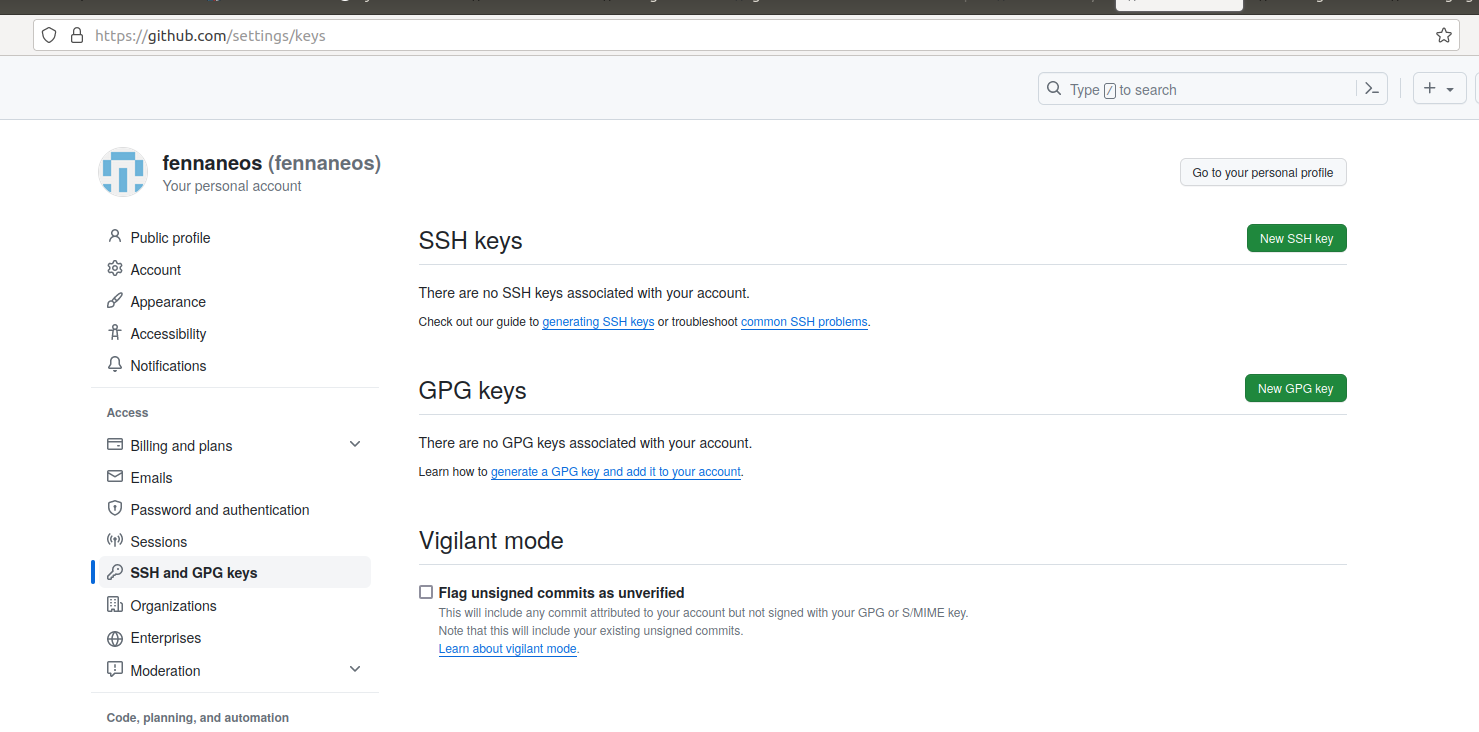 https://github.com/settings/keys
Type / to search
fennaneos (fennaneos)
Your personal account
Go to your personal profile
Public profile
Account
Appearance
Accessibility
Notifications
Access
Billing and plans
Emails
Password and authentication
Sessions
SSH and GPG keys
Organizations
Enterprises
Moderation
Code, planning, and automation
SSH keys
New SSH key
There are no SSH keys associated with your account.
Check out our guide to generating SSH keys or troubleshoot common SSH problems.
GPG keys
New GPG key
There are no GPG keys associated with your account.
Learn how to generate a GPG key and add it to your account.
Vigilant mode
Flag unsigned commits as unverified
This will include any commit attributed to your account but not signed with your GPG or S/MIME key.
Note that this will include your existing unsigned commits.
Learn about vigilant mode.